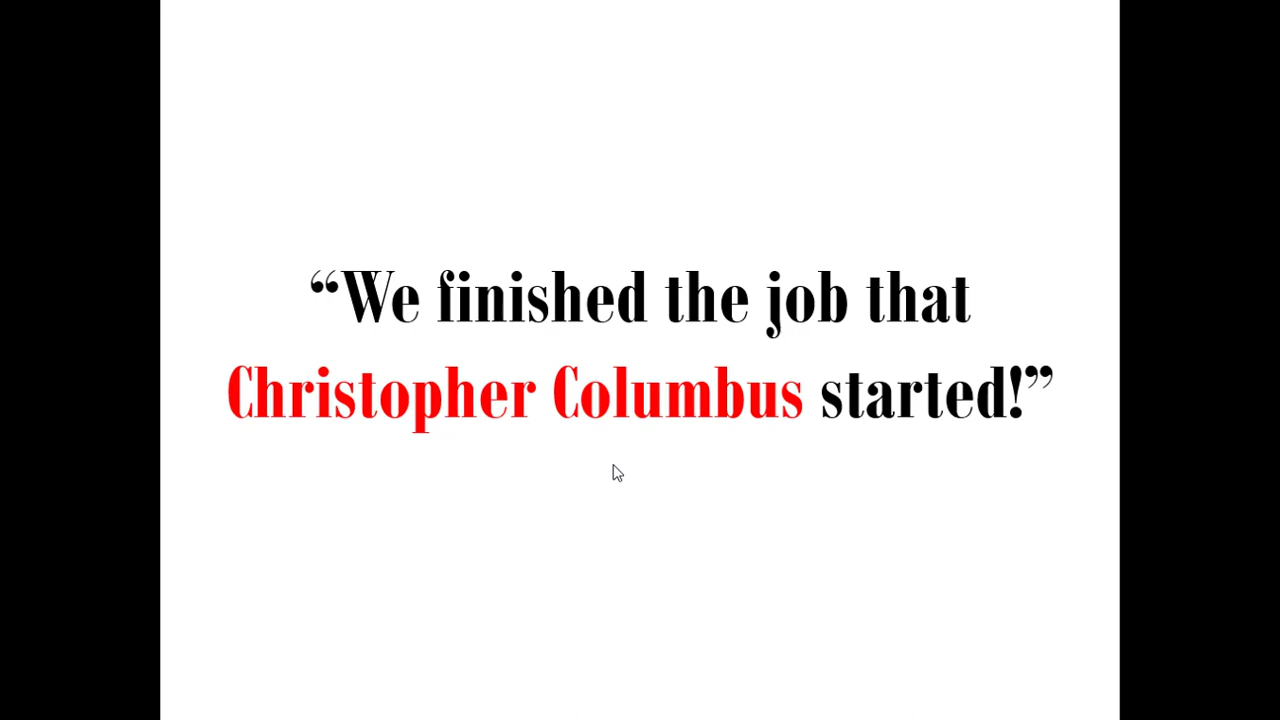 “We finished the job that
Christopher Columbus started!”